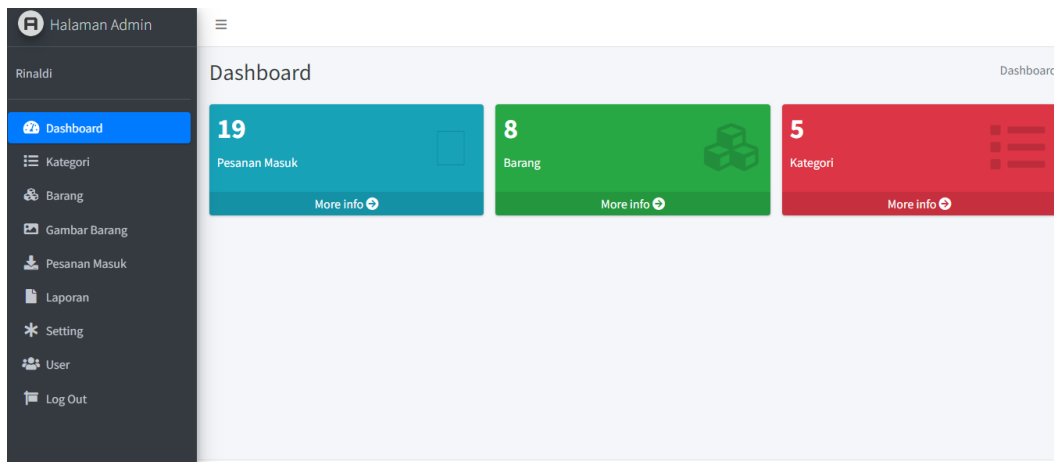 Halaman Admin
Rinaldi
Dashboard
Kategori
Barang
Gambar Barang
Pesanan Masuk
Laporan
Setting
User
Log Out
Dashboard
Dashboard
19
Pesanan Masuk
More info
8
Barang
More info
5
Kategori
More info